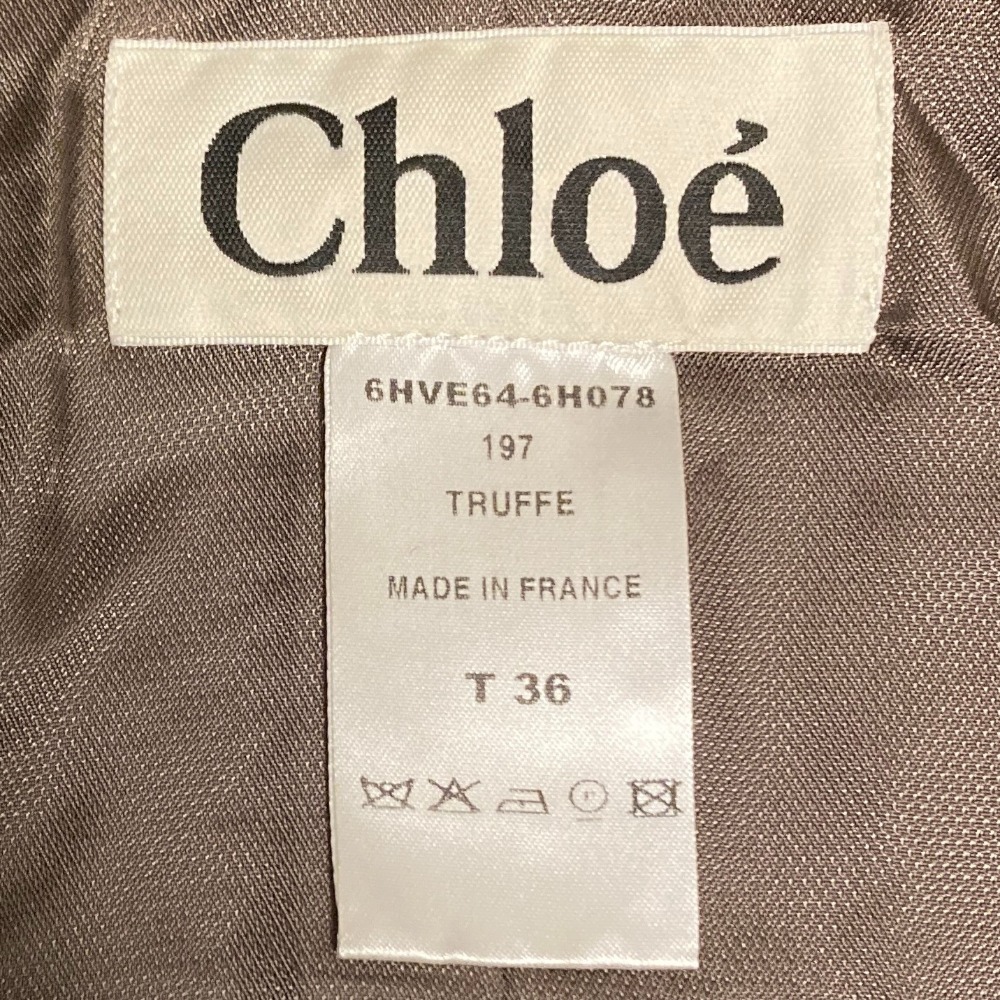 Chloé
6HVE64-6H078
197
TRUFFE
MADE IN FRANCE
T 36
P